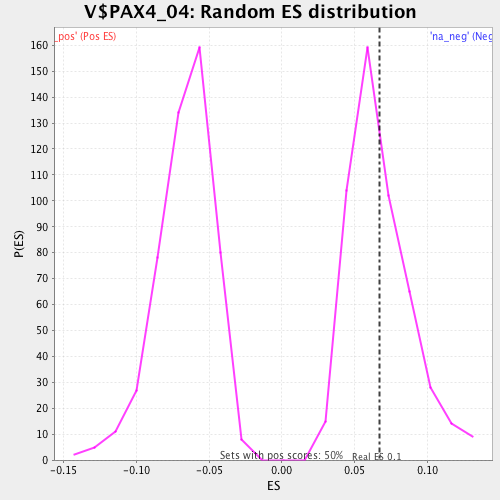 V$PAX4_04: Random ES distribution
_pos' (Pos ES)
'na_neg' (Neg
160
150
140
130
120
110
100
90
80
70
60
50
40
30
20
10
0
P(ES)
Sets with pos scores: 50%
Real ES 0.1
-0.15 -0.10 -0.05 0.00 0.05 0.10
ES